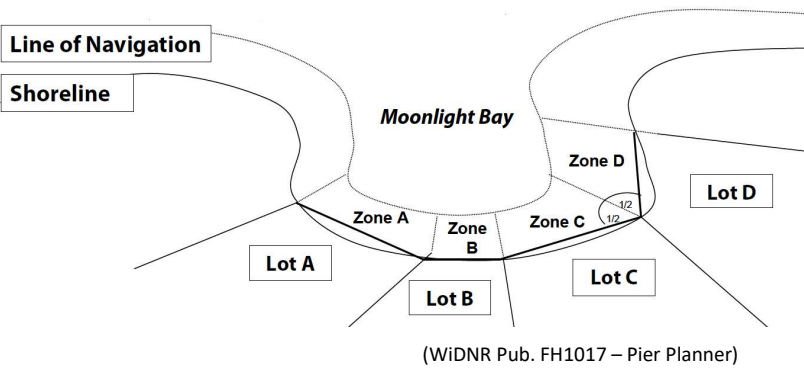 Line of Navigation
Shoreline
Moonlight Bay
Zone D
Lot D
1/2
1/2
Zone A
Zone
B
Zone C
Lot A
Lot B
Lot C
(WiDNR Pub. FH1017 – Pier Planner)